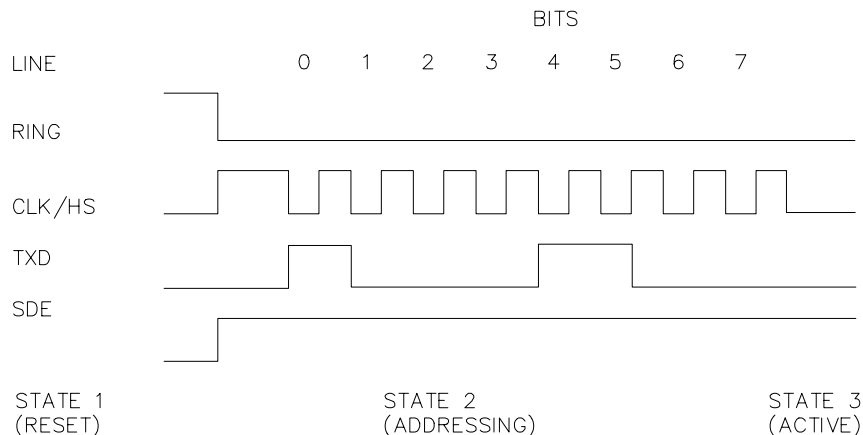 BITS
LINE 0 1 2 3 4 5 6 7
RING
CLK/HS
TXD
SDE
STATE 1 STATE 2 STATE 3
(RESET) (ADDRESSING) (ACTIVE)